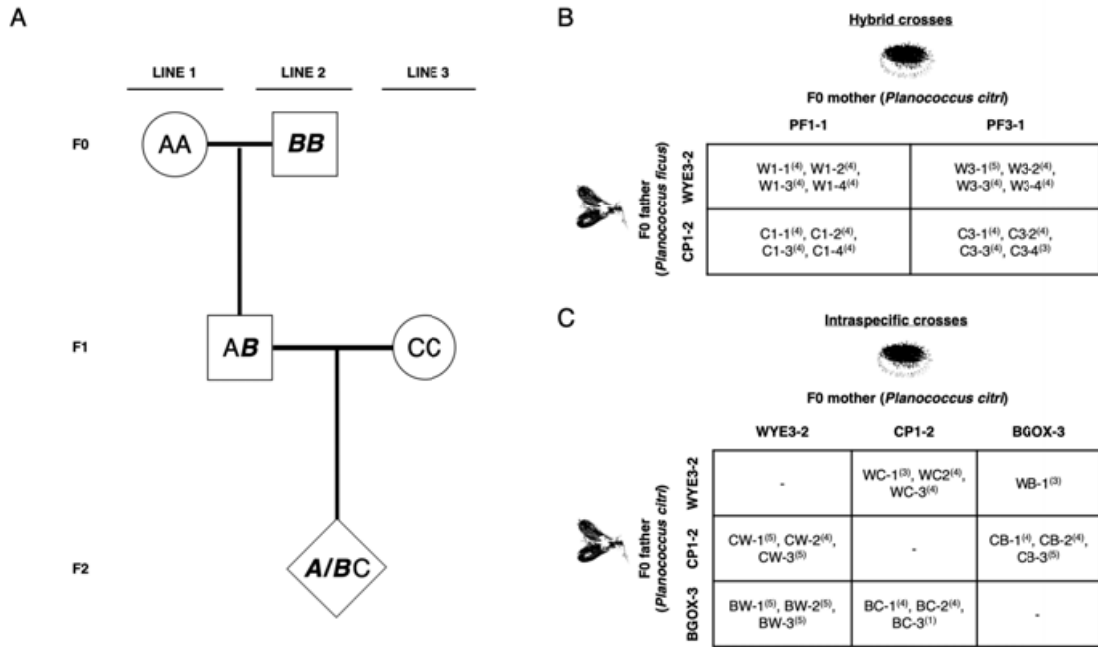 A
LINE 1 LINE 2 LINE 3
F0
AA BB
F1
AB CC
F2
A/BC
B
Hybrid crosses
F0 mother (Planococcus citri)
PF1-1 PF3-1
F0 father
(Planococcus ficus)
WYE3-2
W1-1(4), W1-2(4),
W1-3(4), W1-4(4)
W3-1(5), W3-2(4),
W3-3(4), W3-4(4)
CP1-2
C1-1(4), C1-2(4),
C1-3(4), C1-4(4)
C3-1(4), C3-2(4),
C3-3(4), C3-4(3)
C
Intraspecific crosses
F0 mother (Planococcus citri)
WYE3-2 CP1-2 BGOX-3
F0 father
(Planococcus citri)
WYE3-2
-
WC-1(3), WC2(4),
WC-3(4)
WB-1(3)
CP1-2
CW-1(5), CW-2(4),
CW-3(5)
-
CB-1(4), CB-2(4),
CB-3(5)
BGOX-3
BW-1(5), BW-2(5),
BW-3(5)
BC-1(4), BC-2(4),
BC-3(1)
-